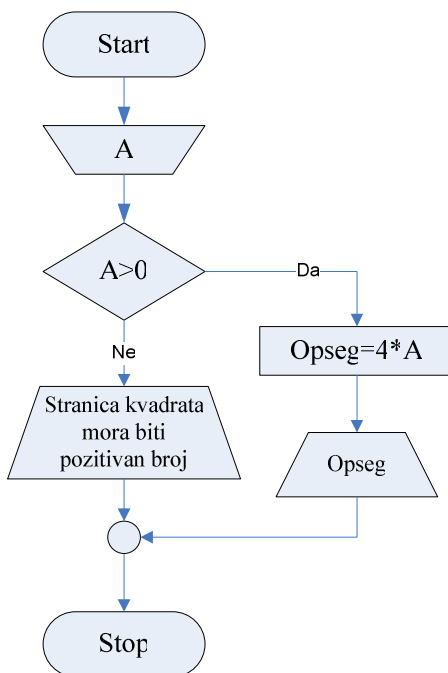 Start
A
A>0
Da
Ne
Opseg=4*A
Stranica kvadrata
mora biti
pozitivan broj
Opseg
Stop